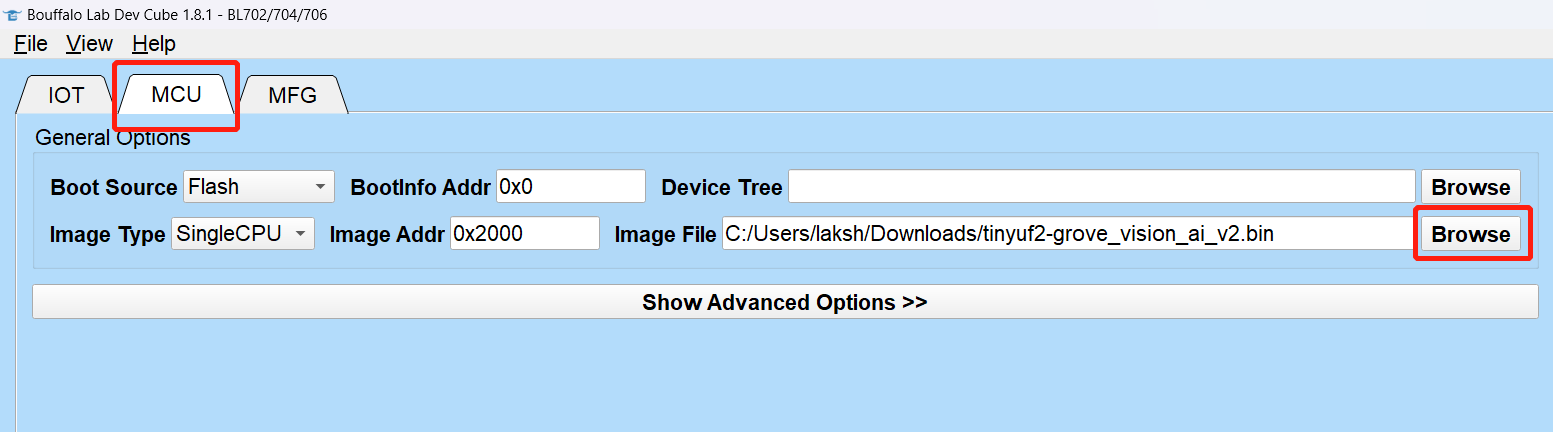 Bouffalo Lab Dev Cube 1.8.1 - BL702/704/706
File View Help
IOT MCU MFG
General Options
Boot Source Flash BootInfo Addr 0x0 Device Tree Browse
Image Type SingleCPU Image Addr 0x2000 Image File C:/Users/laksh/Downloads/tinyuf2-grove_vision_ai_v2.bin Browse
Show Advanced Options >>